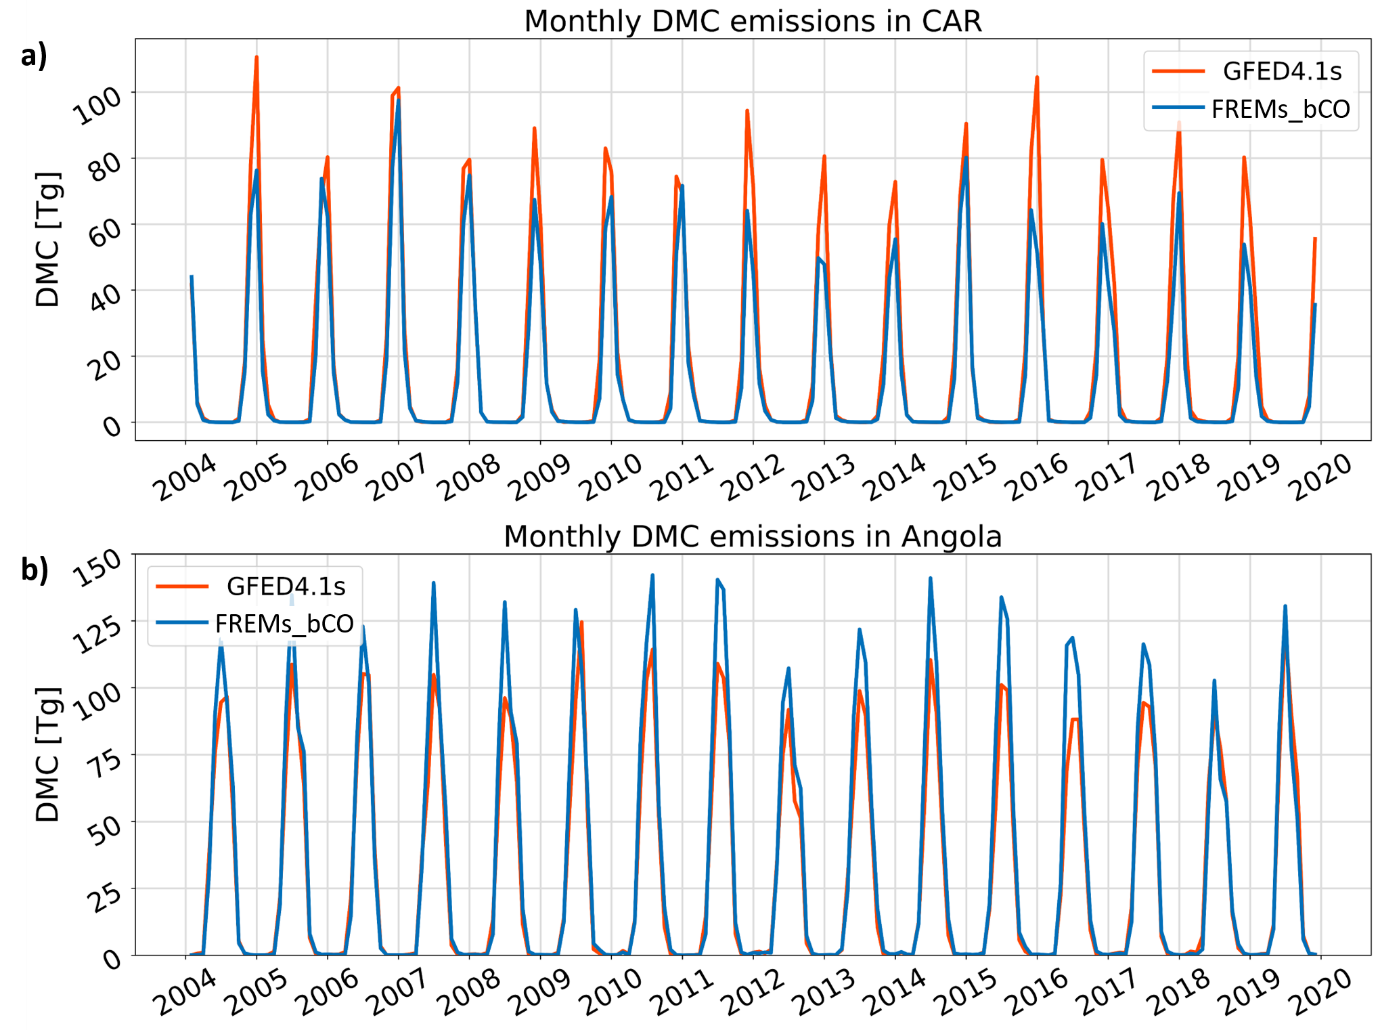 Monthly DMC emissions in CAR
a)
GFED4.1s
FREMs_bCO
DMC [Tg]
100
80
60
40
20
0
2004 2005 2006 2007 2008 2009 2010 2011 2012 2013 2014 2015 2016 2017 2018 2019 2020
Monthly DMC emissions in Angola
b)
GFED4.1s
FREMs_bCO
DMC [Tg]
150
125
100
75
50
25
0
2004 2005 2006 2007 2008 2009 2010 2011 2012 2013 2014 2015 2016 2017 2018 2019 2020